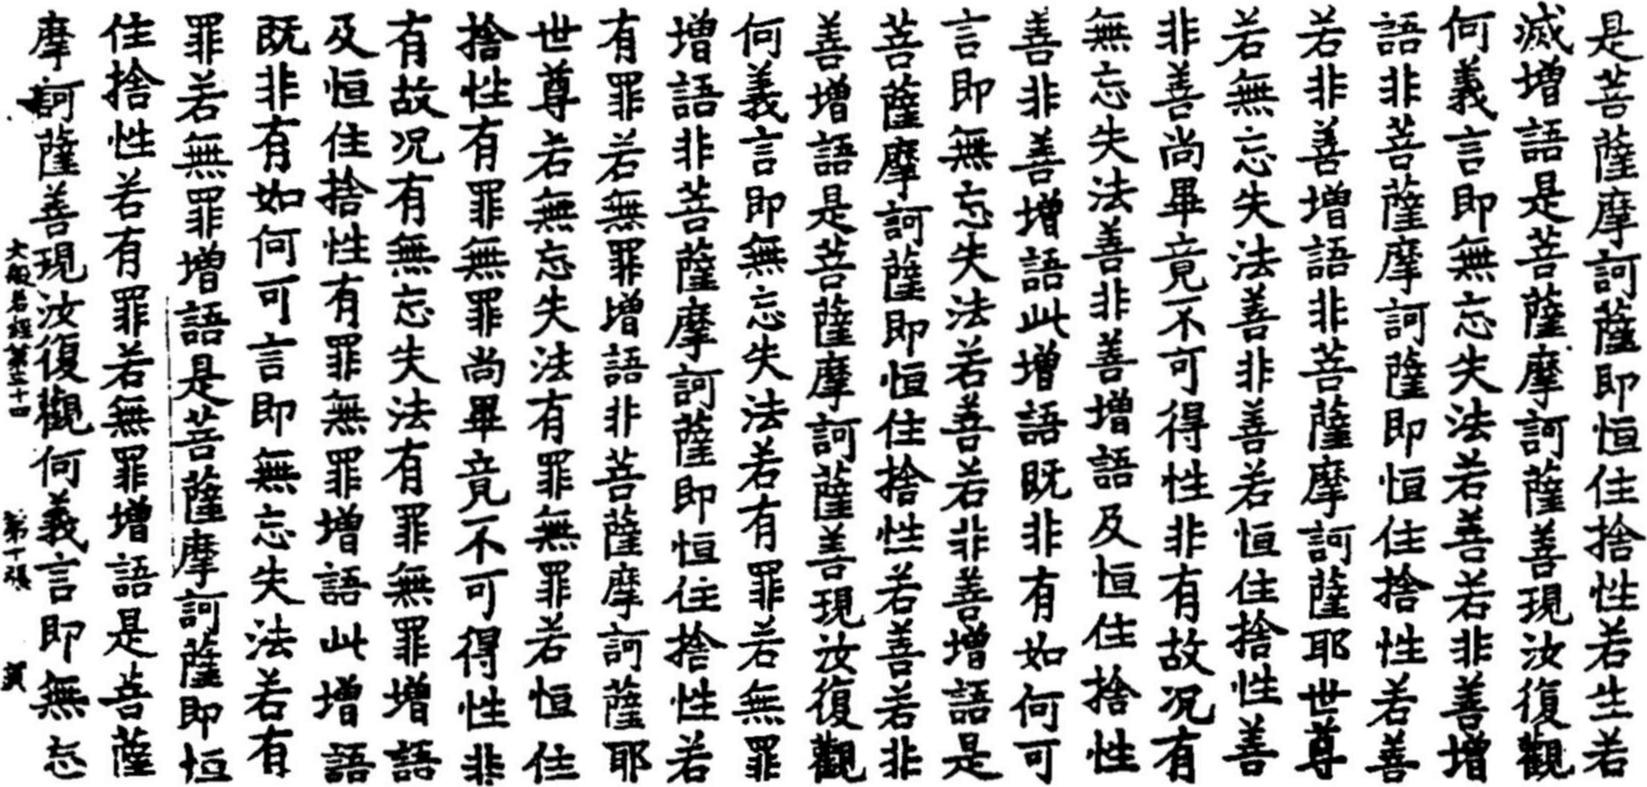 是菩薩摩訶薩即恒住捨性若生若
滅增語是菩薩摩訶薩善現汝復觀
何義言即無忘失法若善若非善增
語非菩薩摩訶薩即恒住捨性若善
若非善增語非菩薩摩訶薩耶世尊
若無忘失法善非善若恒住捨性善
非善尚畢竟不可得性非有故况有
無忘失法善非善增語及恒住捨性
善非善增語此增語既非有如何可
言即無忘失法若善若非善增語是
菩薩摩訶薩即恒住捨性若善若非
善增語是菩薩摩訶薩善現汝復觀
何義言即無忘失法若有罪若無罪
增語非菩薩摩訶薩即恒住捨性若
有罪若無罪增語非菩薩摩訶薩耶
世尊若無忘失法有罪無罪若恒住
捨性有罪無罪尚畢竟不可得性非
有故况有無忘失法有罪無罪增語
及恒住捨性有罪無罪增語此增語
既非有如何可言即無忘失法若有
罪若無罪增語是菩薩摩訶薩即恒
住捨性若有罪若無罪增語是菩薩
摩訶薩善現汝復觀何義言即無忘
大般若經第三十四 第十張